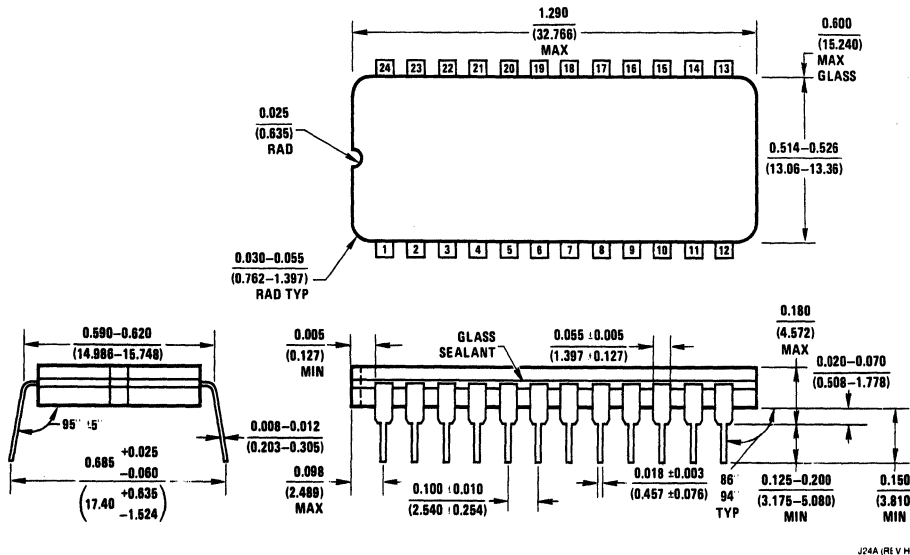 1.290
(32.766)
MAX
0.600
(15.240)
MAX
GLASS
24 23 22 21 20 19 18 17 16 15 14 13
0.025
(0.635)
RAD
0.514–0.526
(13.06–13.36)
1 2 3 4 5 6 7 8 9 10 11 12
0.030–0.055
(0.762–1.397)
RAD TYP
0.590–0.620
(14.986–15.748)
0.005
(0.127)
MIN
GLASS
SEALANT
0.055 ±0.005
(1.397 ±0.127)
0.180
(4.572)
MAX
0.020–0.070
(0.508–1.778)
95° ±5°
0.008–0.012
(0.203–0.305)
0.685 +0.025
−0.060
(17.40 +0.635
−1.524)
0.098
(2.489)
MAX
0.100 ±0.010
(2.540 ±0.254)
0.018 ±0.003
(0.457 ±0.076)
86°
94°
TYP
0.125–0.200
(3.175–5.080)
MIN
0.150
(3.810)
MIN
J24A (REV H